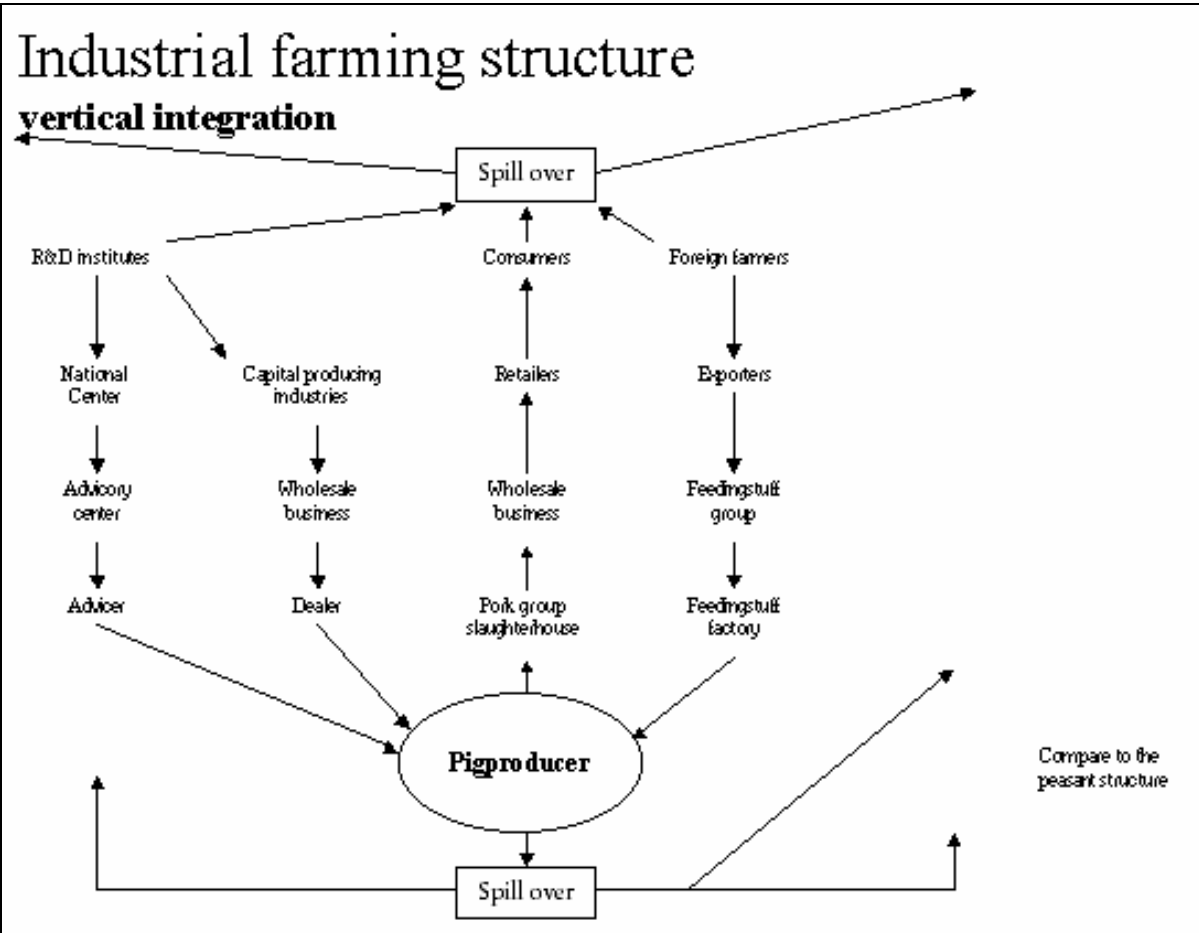 Industrial farming structure
vertical integration
Spill over
R&D institutes
Consumers
Foreign farmers
National
Center
Capital producing
industries
Retailers
Exporters
Advicory
center
Wholesale
business
Wholesale
business
Feedingstuff
group
Advicer
Dealer
Pork group
slaughterhouse
Feedingstuff
factory
Pigproducer
Compare to the
peasant structure
Spill over